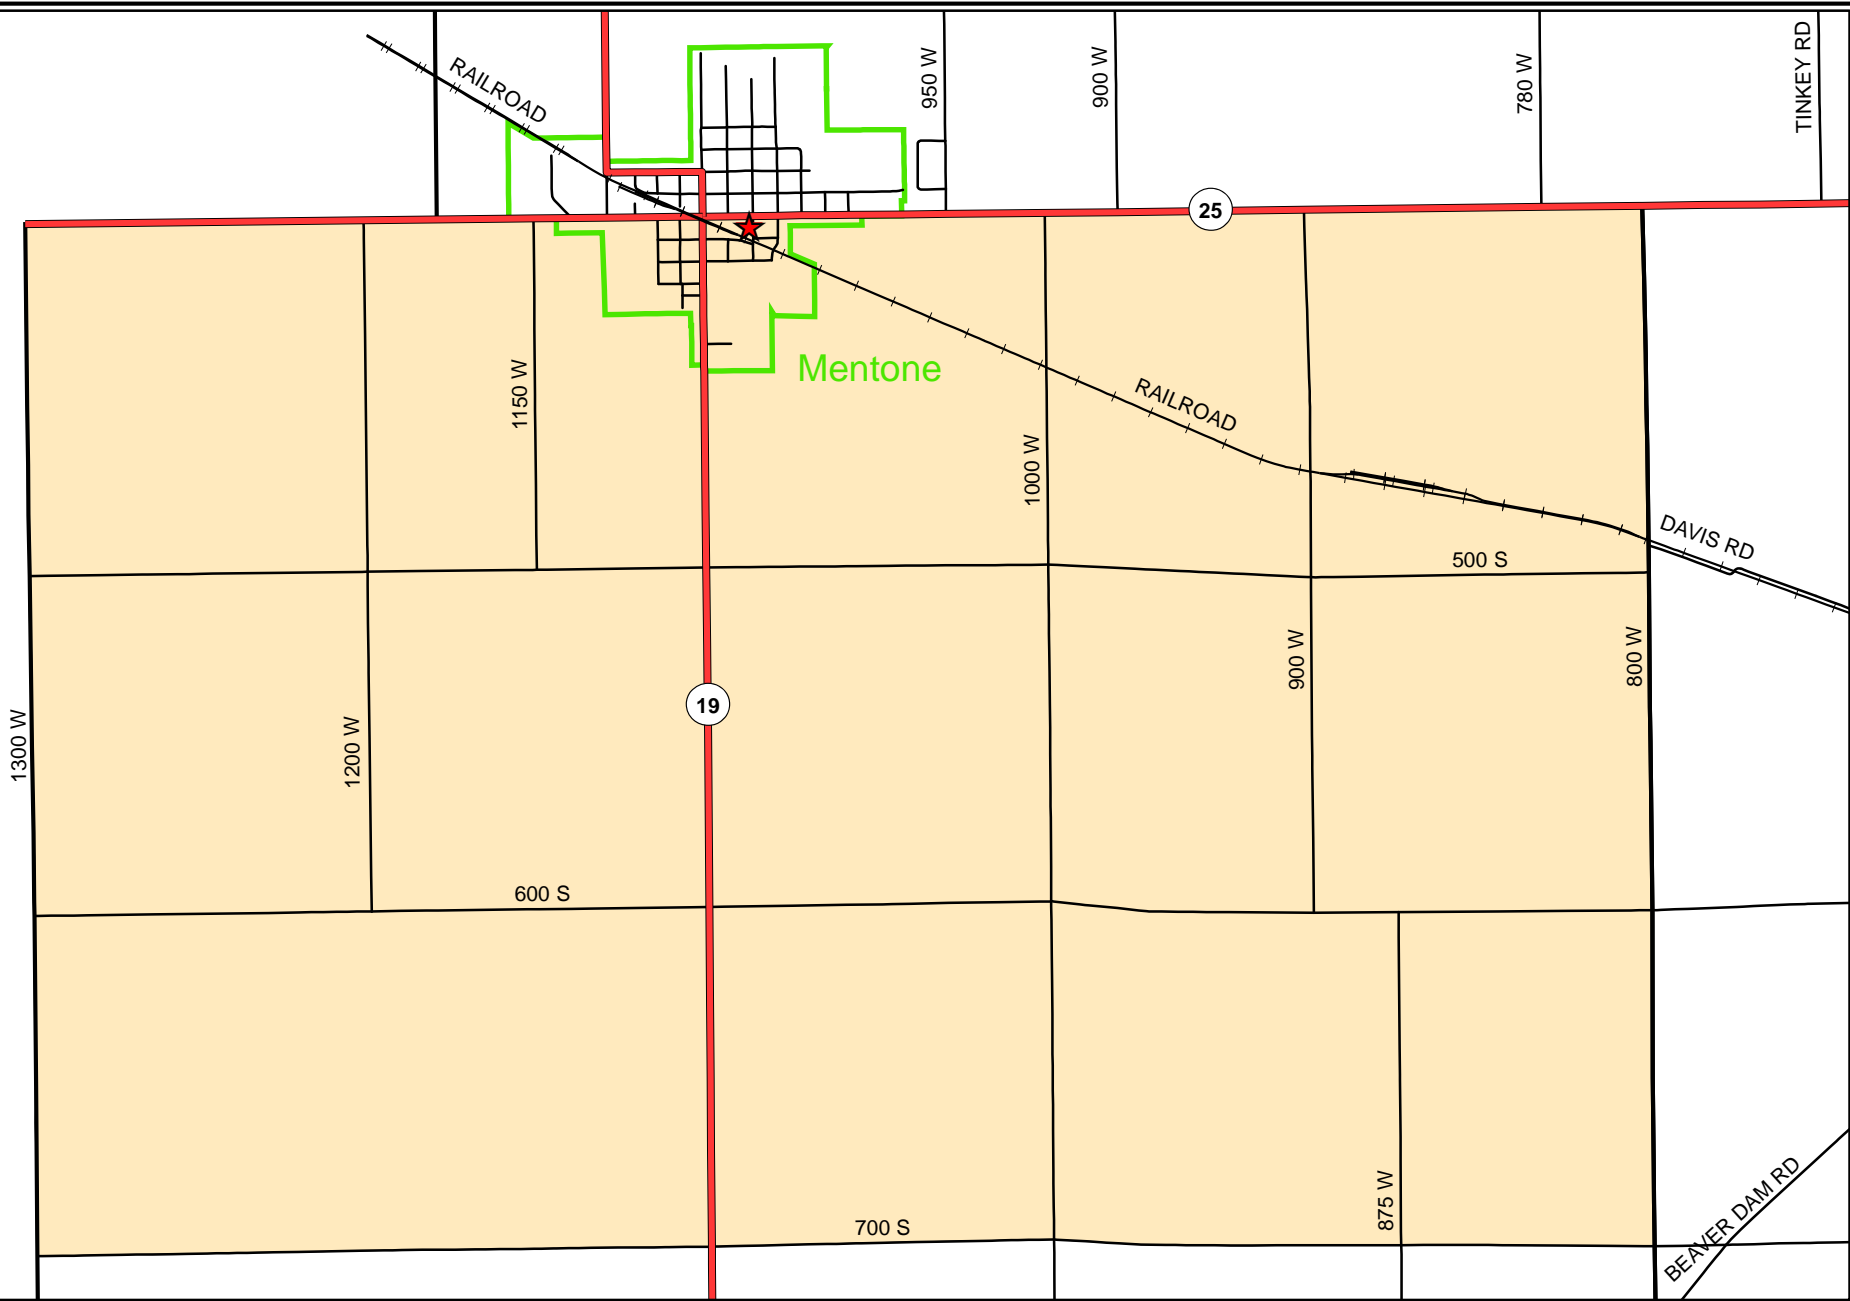 RAILROAD
950 W
900 W
780 W
TINKEY RD
25
Mentone
1150 W
RAILROAD
1000 W
DAVIS RD
500 S
900 W
800 W
19
1300 W
1200 W
600 S
875 W
700 S
BEAVER DAM RD